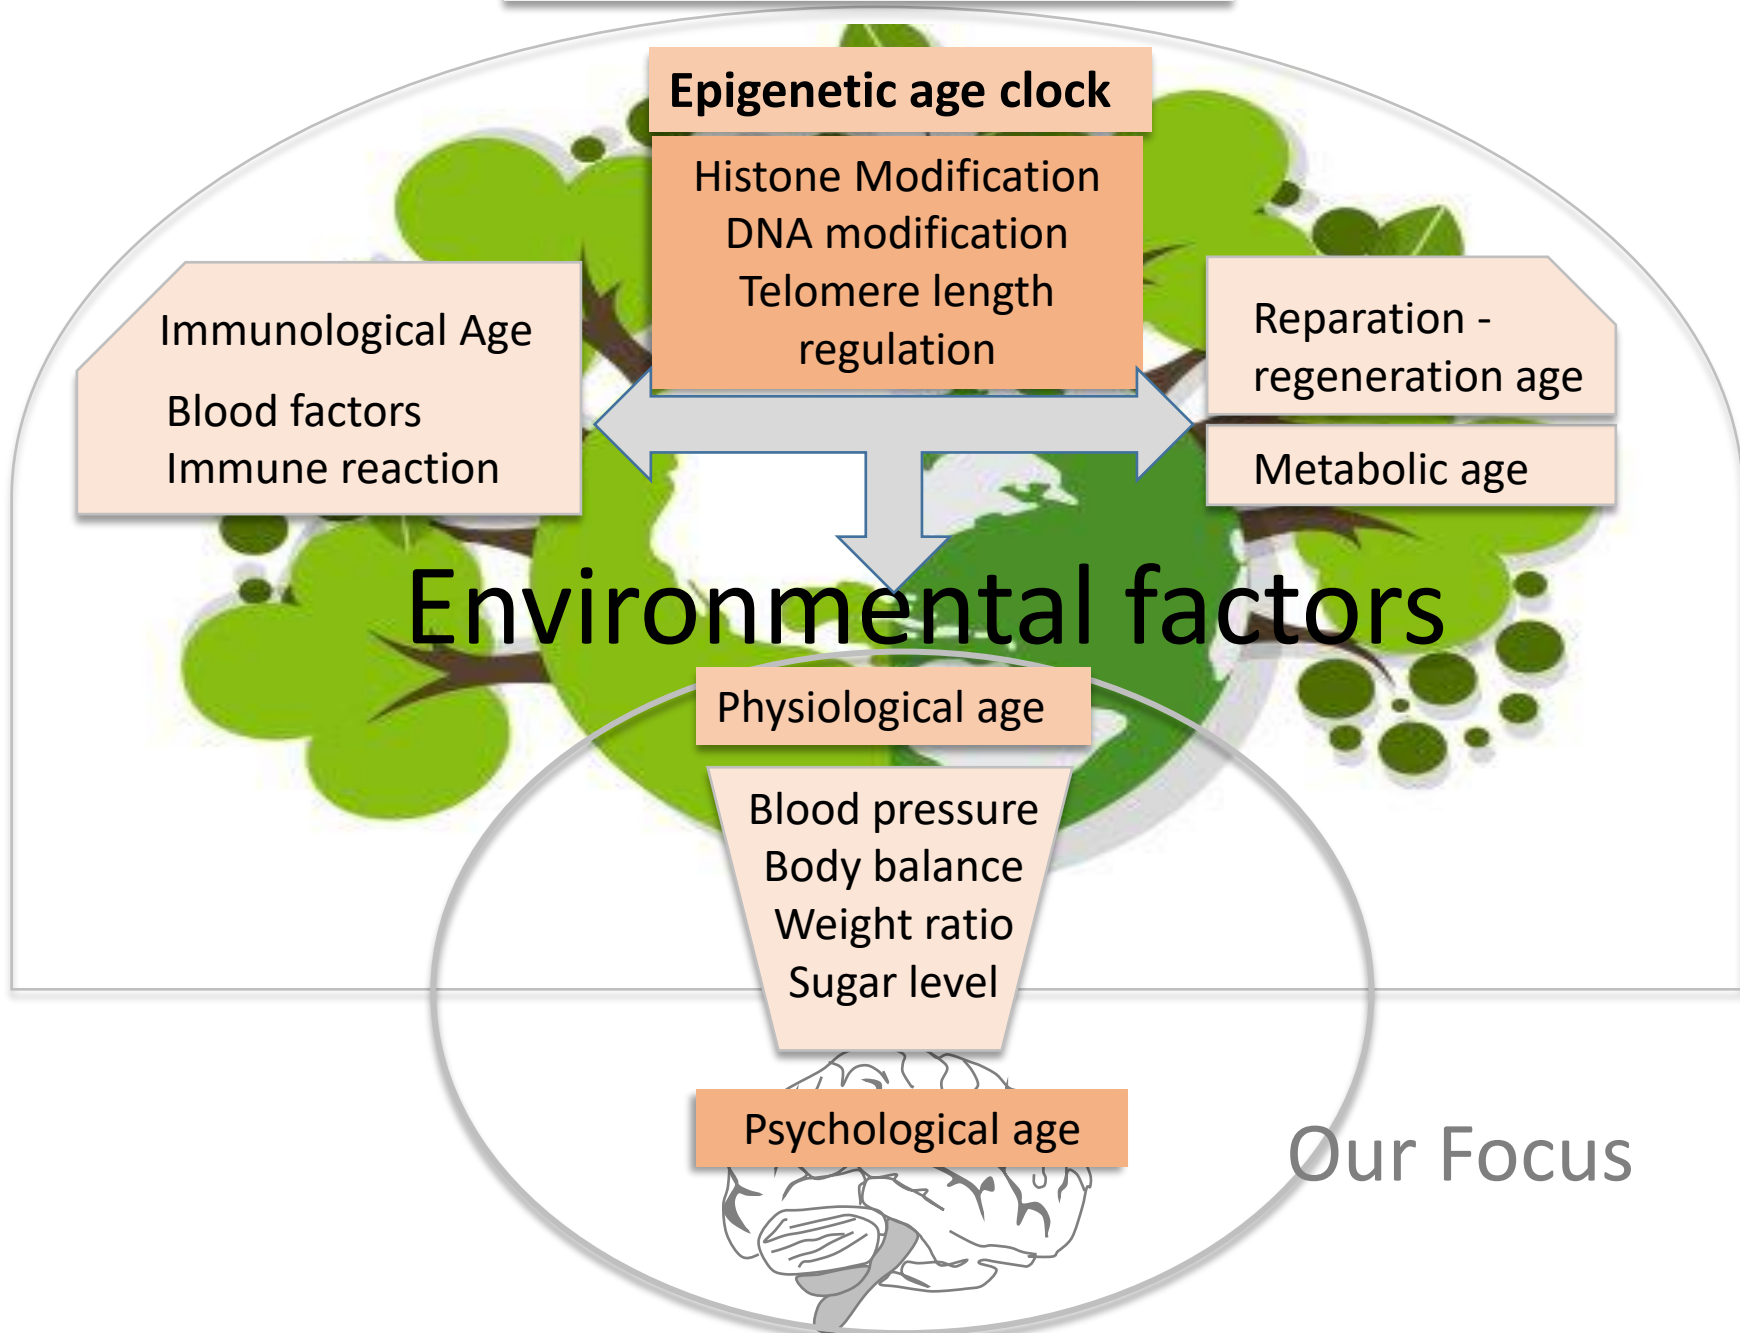 Epigenetic age clock
Histone Modification
DNA modification
Telomere length
regulation
Immunological Age
Blood factors
Immune reaction
Reparation -
regeneration age
Metabolic age
Environmental factors
Physiological age
Blood pressure
Body balance
Weight ratio
Sugar level
Psychological age
Our Focus